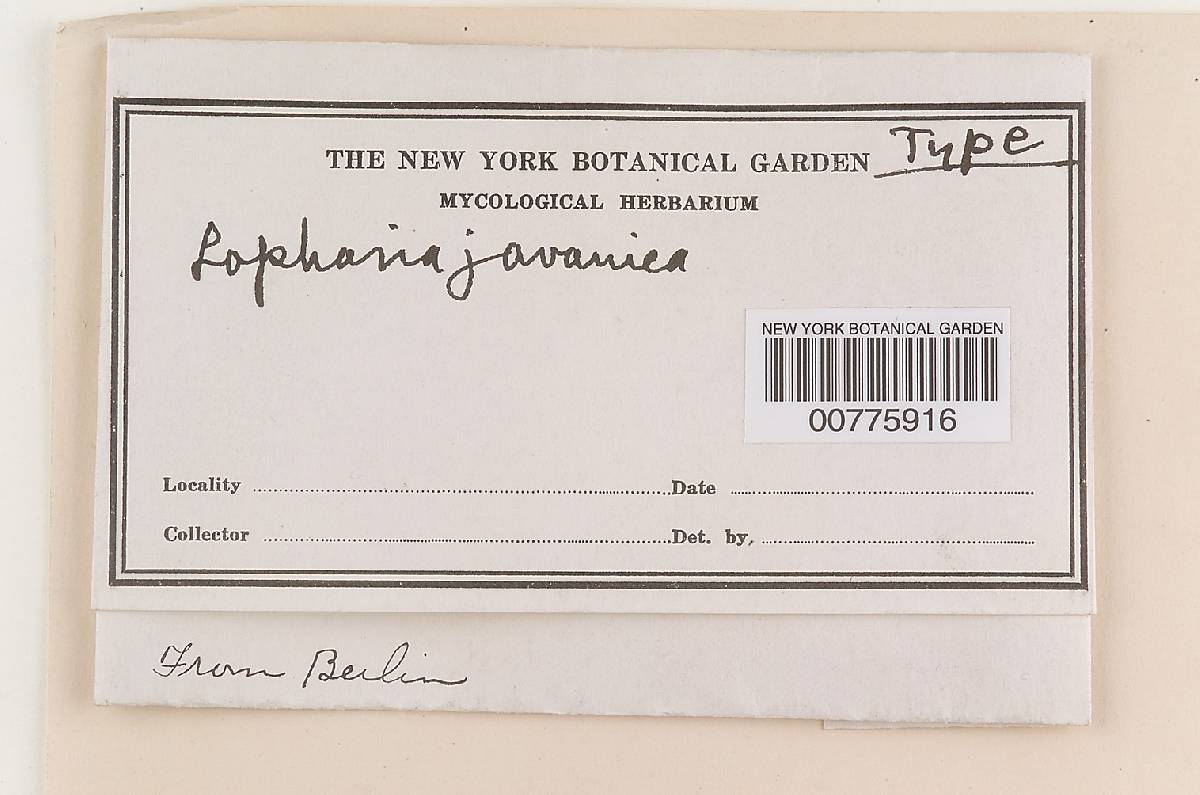 Type
THE NEW YORK BOTANICAL GARDEN
MYCOLOGICAL HERBARIUM
Lopharia javanica
NEW YORK BOTANICAL GARDEN
00775916
Locality Date
Collector Det. by,
From Berlin